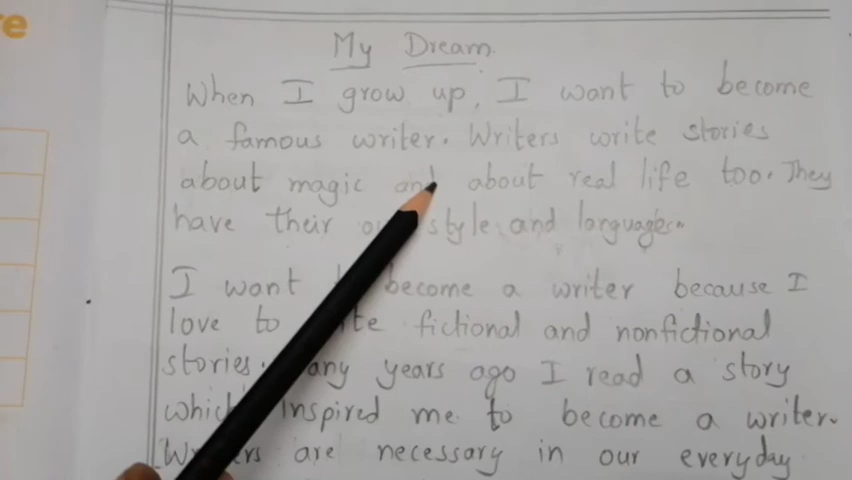 re
My Dream.
When I grow up, I want to become
a famous writer. Writers write stories
about magic and about real life too. They
have their style and languages.
I want become a writer because I
love to fictional and nonfictional
stories. years ago I read a story
which inspired me to become a writer.
are necessary in our everyday